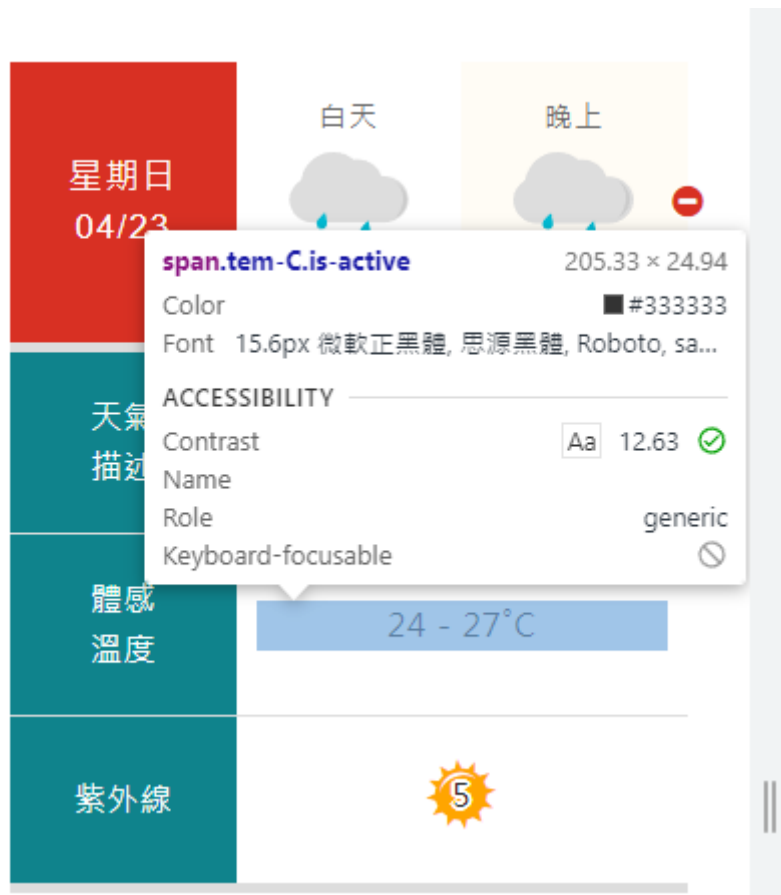 白天
晚上
星期日
04/23
span.tem-C.is-active 205.33 × 24.94
Color #333333
Font 15.6px 微軟正黑體, 思源黑體, Roboto, sa...
ACCESSIBILITY
Contrast Aa 12.63
Name
Role generic
Keyboard-focusable
天氣
描述
體感
溫度
24 - 27°C
紫外線
5